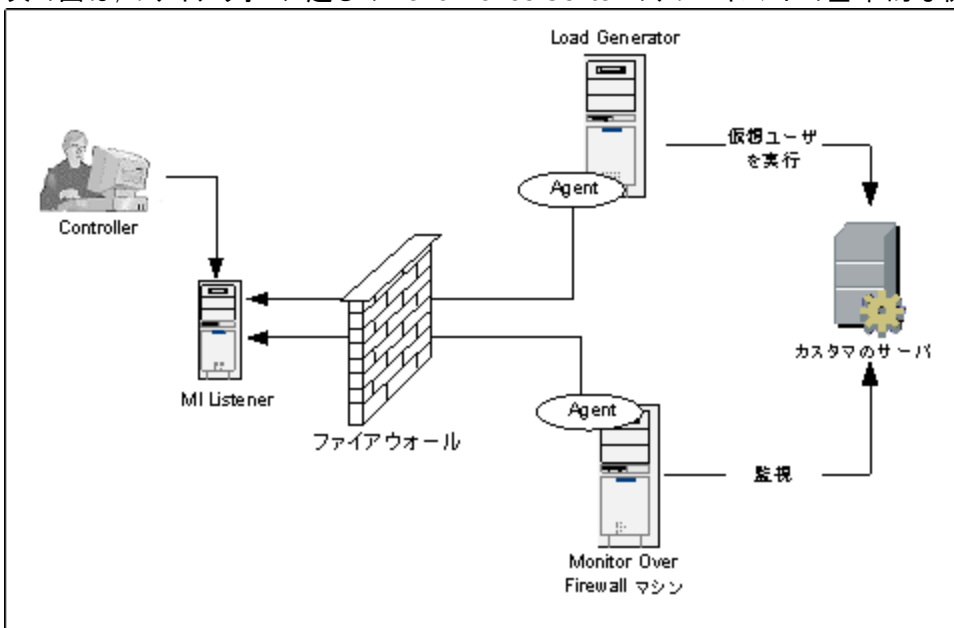 Load Generator
仮想ユーザ
を実行
Agent
Controller
カスタマのサーバ
MI Listener
Agent
ファイアウォール
監視
Monitor Over
Firewall マシン